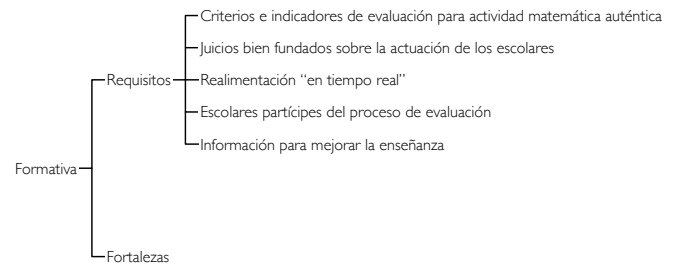 Criterios e indicadores de evaluación para actividad matemática auténtica
Juicios bien fundados sobre la actuación de los escolares
Requisitos
Realimentación “en tiempo real”
Escolares partícipes del proceso de evaluación
Información para mejorar la enseñanza
Formativa
Fortalezas